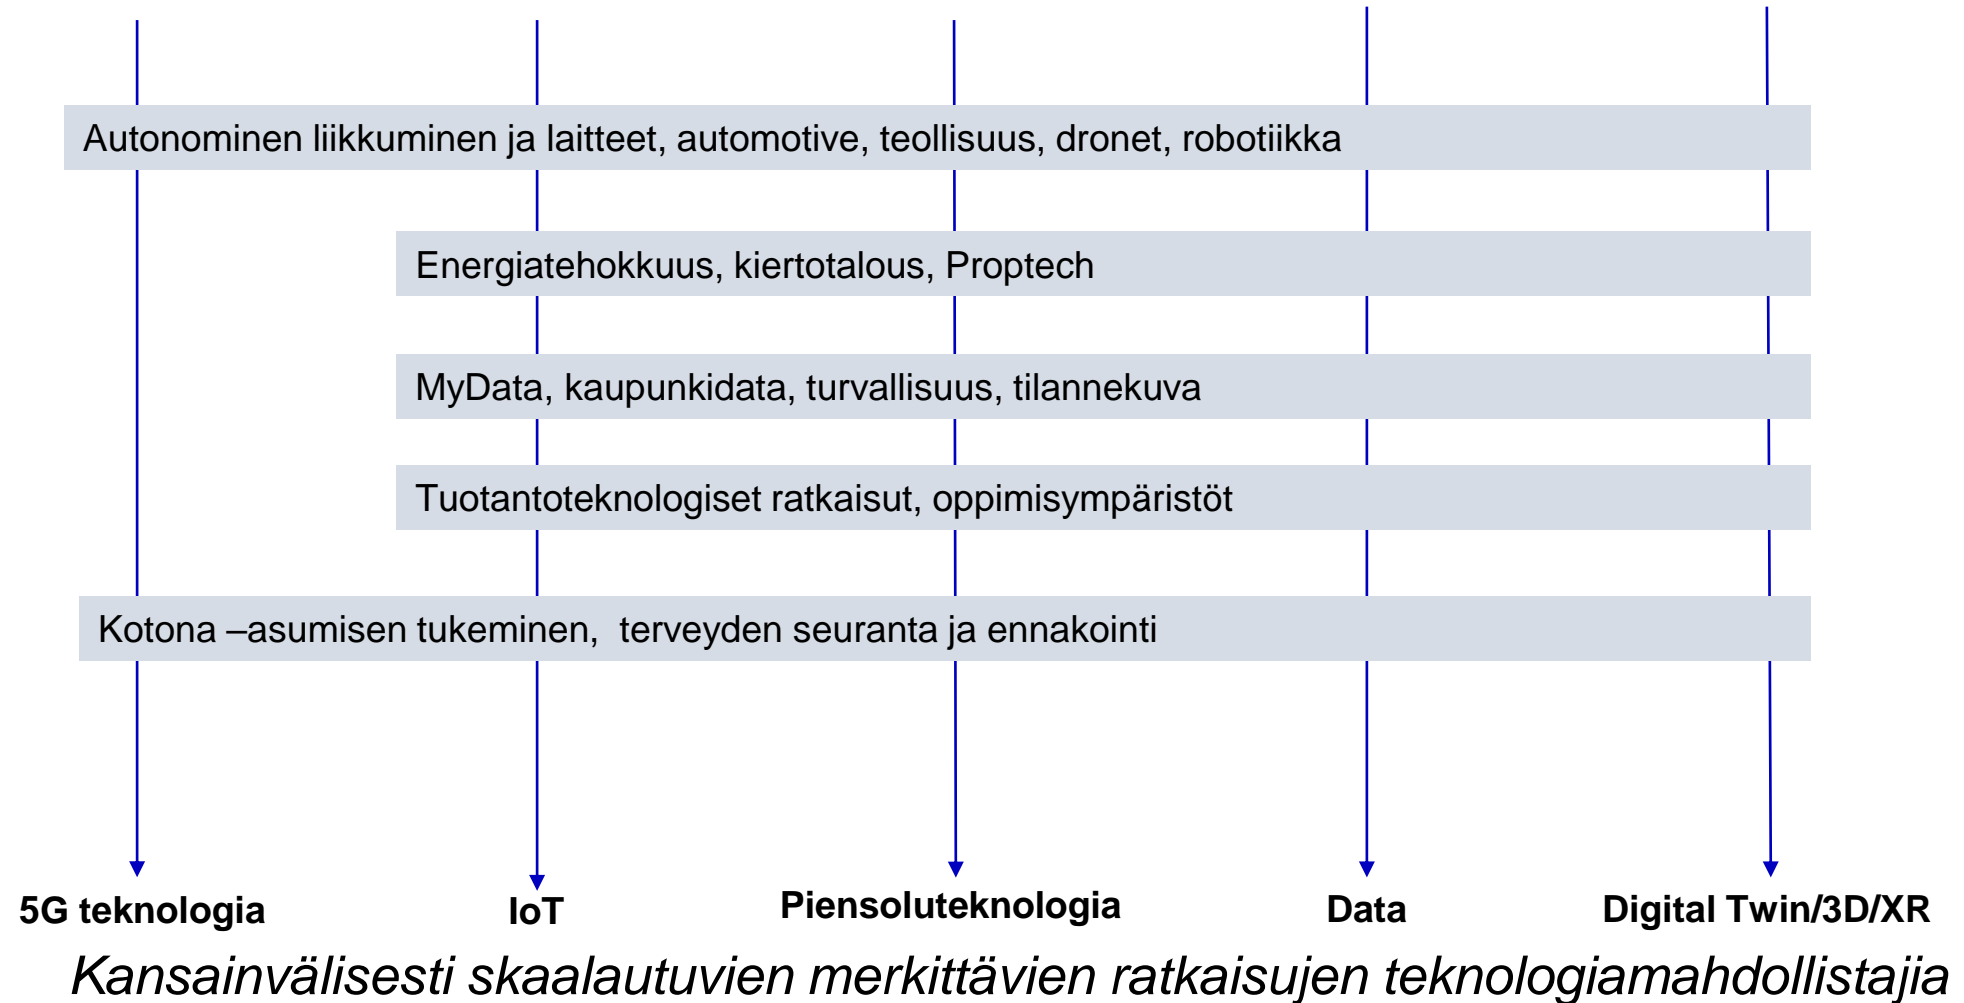 Autonominen liikkuminen ja laitteet, automotive, teollisuus, dronet, robotiikka
Energiatehokkuus, kiertotalous, Proptech
MyData, kaupunkidata, turvallisuus, tilannekuva
Tuotantoteknologiset ratkaisut, oppimisympäristöt
Kotona –asumisen tukeminen,  terveyden seuranta ja ennakointi
5G teknologia
IoT
Piensoluteknologia
Data
Digital Twin/3D/XR
Kansainvälisesti skaalautuvien merkittävien ratkaisujen teknologiamahdollistajia